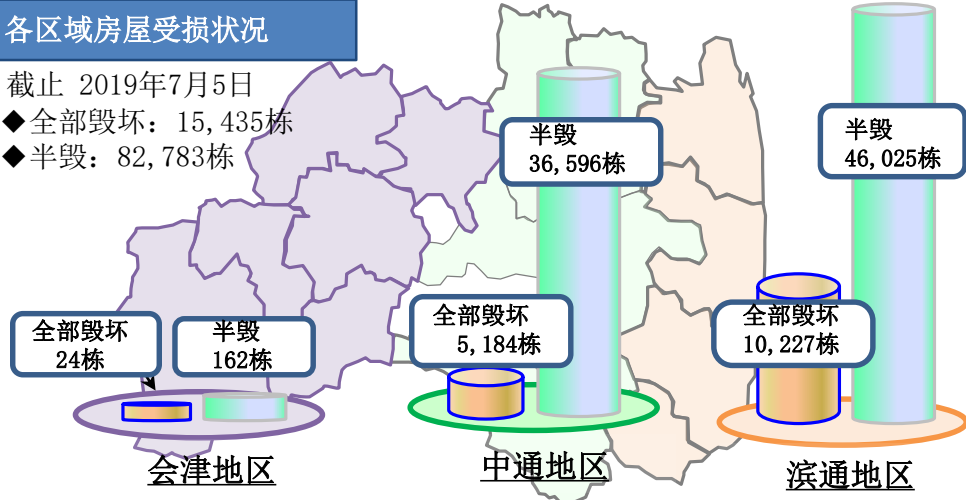 各区域房屋受损状况
截止 2019年7月5日
◆全部毁坏：15,435栋
◆半毁：82,783栋
半毁
36,596栋
半毁
46,025栋
全部毁坏
24栋
半毁
162栋
全部毁坏
5,184栋
全部毁坏
10,227栋
会津地区
中通地区
滨通地区